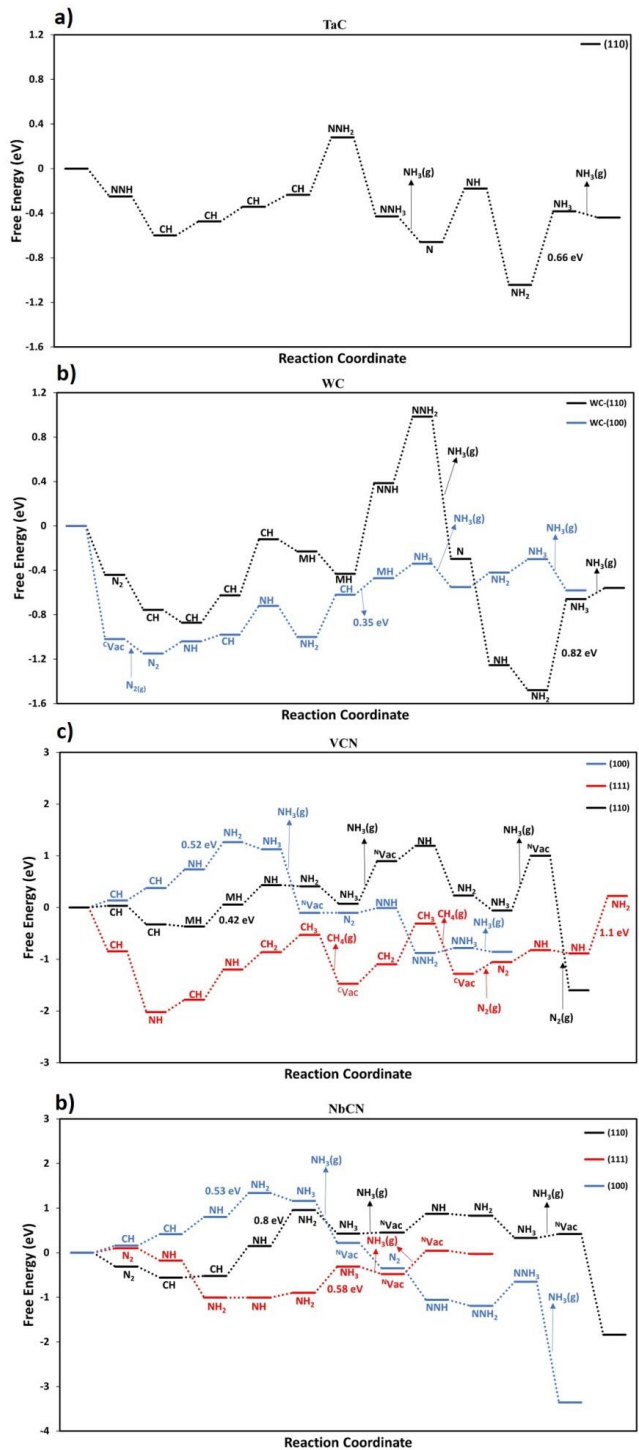 a)
TaC
(110)
1.2
0.8
0.4
0
-0.4
-0.8
-1.2
-1.6
Free Energy (eV)
NNH
CH
CH
CH
CH
NNH2
NNH3
NH3(g)
N
NH
NH2
0.66 eV
NH3
NH3(g)
Reaction Coordinate
b)
WC
WC-(110)
WC-(100)
1.2
0.8
0.4
0
-0.4
-0.8
-1.2
-1.6
Free Energy (eV)
N2
CH
CH
CH
CH
MH
MH
NNH
NNH2
NH3(g)
N
NH
NH2
0.82 eV
NH3
NH3(g)
CVac
N2(g)
N2
NH
CH
NH
NH2
CH
0.35 eV
MH
NH3
NH3(g)
NH2
NH3
NH3(g)
Reaction Coordinate
c)
VCN
(100)
(111)
(110)
3
2
1
0
-1
-2
-3
Free Energy (eV)
CH
CH
NH
0.52 eV
NH2
NH3
NH3(g)
NVac
N2
NNH
NNH2
NNH3
NH3(g)
CH
CH
MH
MH
0.42 eV
NH
NH2
NH3
NH3(g)
NVac
NH
NH2
NH3
NH3(g)
NVac
N2(g)
CH
NH
CH
NH
CH2
CH3
CH4(g)
CVac
CH2
CH3
CH4(g)
CVac
N2(g)
N2
NH
NH
1.1 eV
NH2
Reaction Coordinate
b)
NbCN
(110)
(111)
(100)
3
2
1
0
-1
-2
-3
-4
Free Energy (eV)
CH
CH
NH
0.53 eV
NH2
NH3
NH3(g)
NVac
N2
NNH
NNH2
NNH3
NH3(g)
N2
CH
CH
NH
0.8 eV
NH2
NH3
NH3(g)
NVac
NH
NH2
NH3
NH3(g)
NVac
N2
NH
NH2
NH
NH2
0.58 eV
NH3
NH3(g)
NVac
NVac
Reaction Coordinate